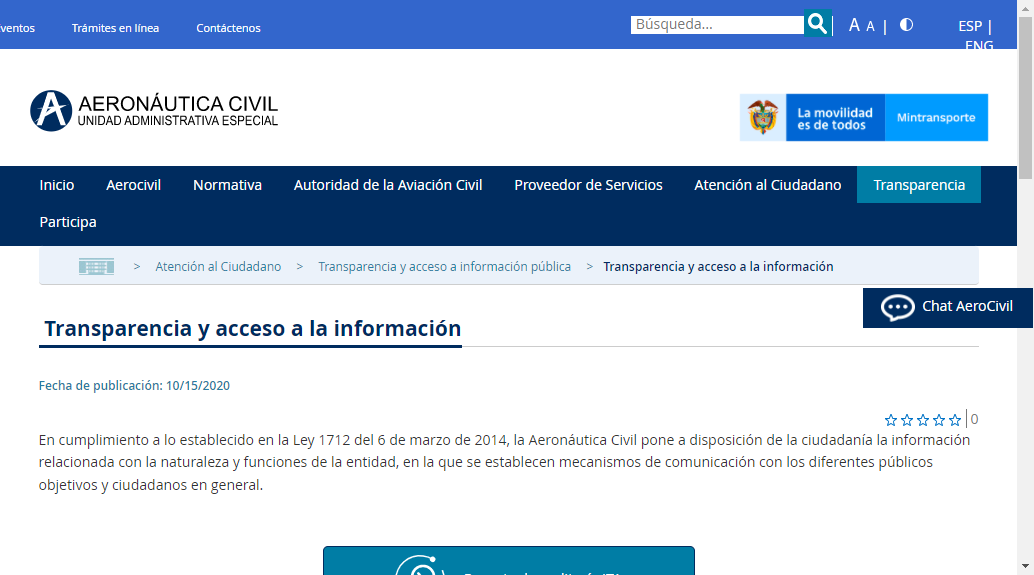 Trámites en línea
Contáctenos
Búsqueda...
A A |
ESP |
ENG
AERONÁUTICA CIVIL
UNIDAD ADMINISTRATIVA ESPECIAL
La movilidad
es de todos
Mintransporte
Inicio
Aerocivil
Normativa
Autoridad de la Aviación Civil
Proveedor de Servicios
Atención al Ciudadano
Transparencia
Participa
> Atención al Ciudadano > Transparencia y acceso a información pública > Transparencia y acceso a la información
Chat AeroCivil
Transparencia y acceso a la información
Fecha de publicación: 10/15/2020
0
En cumplimiento a lo establecido en la Ley 1712 del 6 de marzo de 2014, la Aeronáutica Civil pone a disposición de la ciudadanía la información
relacionada con la naturaleza y funciones de la entidad, en la que se establecen mecanismos de comunicación con los diferentes públicos
objetivos y ciudadanos en general.